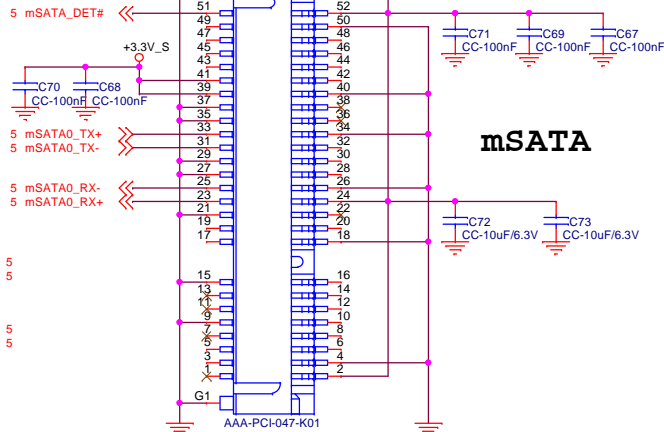 5 mSATA_DET#
51
52
49
50
47
48
+3.3V_S
45
46
C71
C69
C67
CC-100nF
CC-100nF
CC-100nF
43
44
41
42
C70
C68
CC-100nF
CC-100nF
39
40
37
38
35
36
5 mSATA0_TX+
33
34
5 mSATA0_TX-
31
32
mSATA
29
30
27
28
5 mSATA0_RX-
25
26
5 mSATA0_RX+
23
24
21
22
19
20
C72
C73
CC-10uF/6.3V
CC-10uF/6.3V
17
18
5
5
15
16
13
14
11
12
9
10
5
7
8
5
5
6
3
4
1
2
G1
AAA-PCI-047-K01